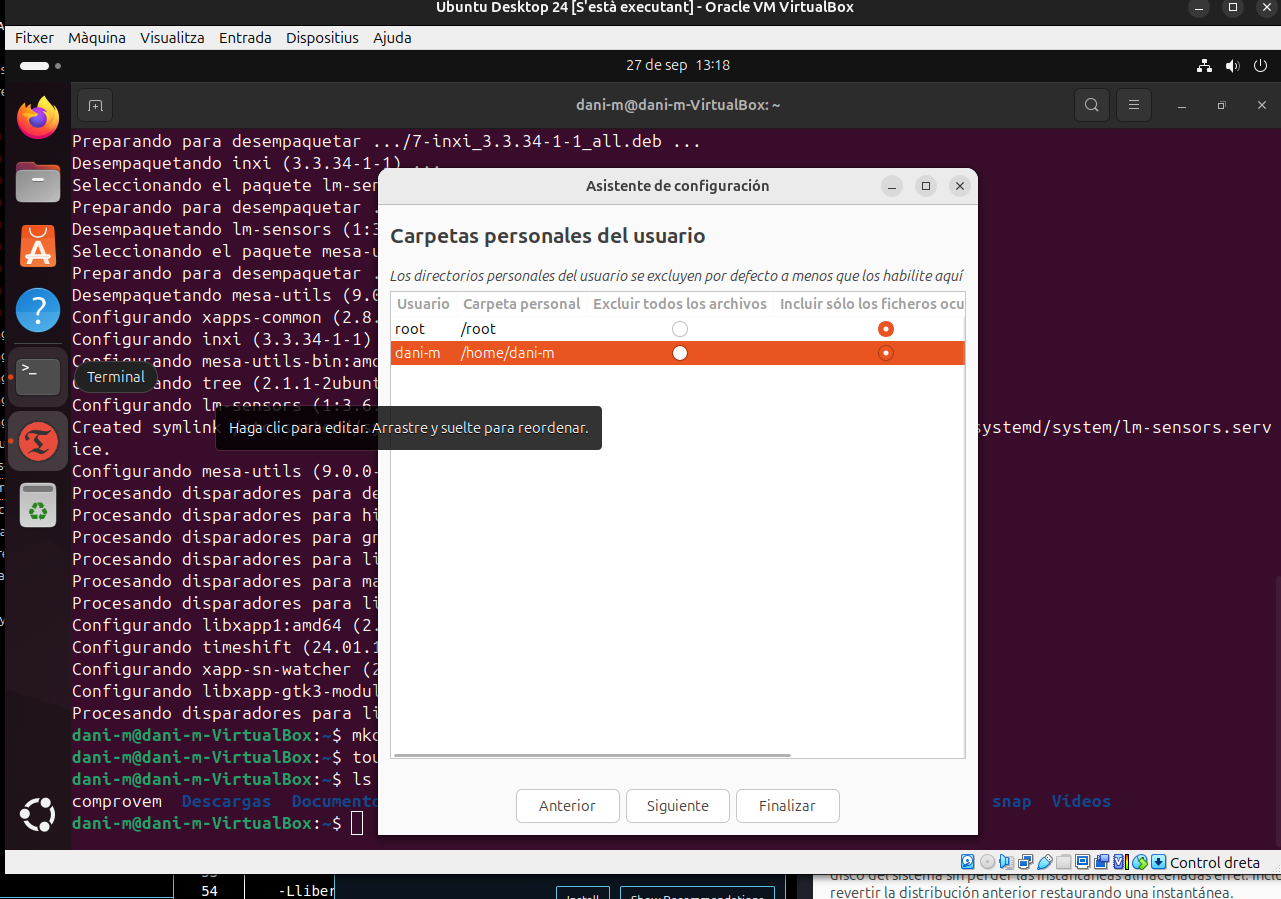 Ubuntu Desktop 24 [S'està executant] - Oracle VM VirtualBox
Fitxer Màquina Visualitza Entrada Dispositius Ajuda
27 de sep 13:18
dani-m@dani-m-VirtualBox: ~
Preparando para desempaquetar .../7-inxi_3.3.34-1-1_all.deb ...
Desempaquetando inxi (3.3.34-1-1) ...
Seleccionando el paquete lm-sen
Preparando para desempaquetar .
Desempaquetando lm-sensors (1:3
Seleccionando el paquete mesa-u
Preparando para desempaquetar .
Desempaquetando mesa-utils (9.0
Configurando xapps-common (2.8.
Configurando inxi (3.3.34-1-1)
Configurando mesa-utils-bin:amd
Configurando tree (2.1.1-2ubunt
Configurando lm-sensors (1:3.6.
Created symlink
systemd/system/lm-sensors.serv
ice.
Configurando mesa-utils (9.0.0-
Procesando disparadores para de
Procesando disparadores para hi
Procesando disparadores para gn
Procesando disparadores para li
Procesando disparadores para ma
Procesando disparadores para li
Configurando libxapp1:amd64 (2.
Configurando timeshift (24.01.1
Configurando xapp-sn-watcher (2
Configurando libxapp-gtk3-modul
Procesando disparadores para li
dani-m@dani-m-VirtualBox:~$ mkd
dani-m@dani-m-VirtualBox:~$ tou
dani-m@dani-m-VirtualBox:~$ ls
comprovem Descargas Documento snap Videos
dani-m@dani-m-VirtualBox:~$
Terminal
Haga clic para editar. Arrastre y suelte para reordenar.
Asistente de configuración
Carpetas personales del usuario
Los directorios personales del usuario se excluyen por defecto a menos que los habilite aquí
Usuario Carpeta personal Excluir todos los archivos Incluir sólo los ficheros ocu
root /root
dani-m /home/dani-m
Anterior Siguiente Finalizar
Control dreta
54 -Lliber
Install Show Recommendations
disco del sistema sin perder las instantáneas almacenadas en él. Inclu
revertir la distribución anterior restaurando una instantánea.